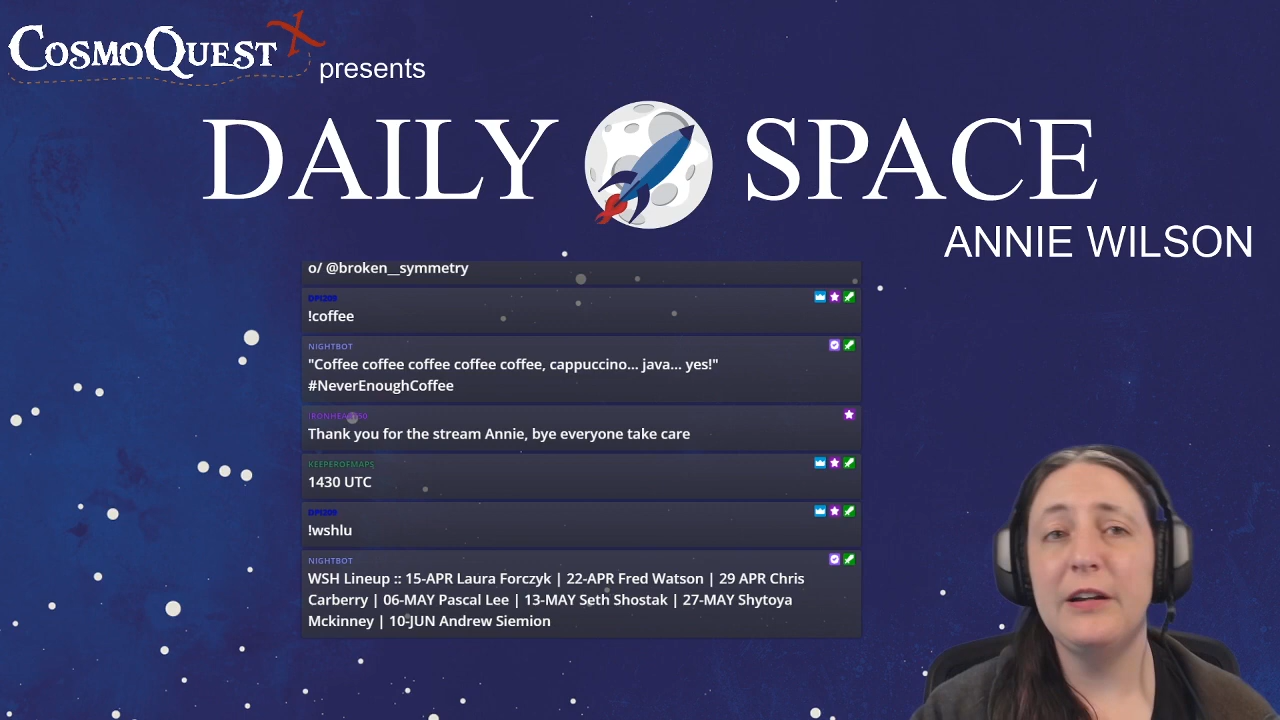 COSMOQUEST X
presents
DAILY SPACE
ANNIE WILSON
o/ @broken__symmetry
DPI209
!coffee
NIGHTBOT
"Coffee coffee coffee coffee coffee, cappuccino... java... yes!"
#NeverEnoughCoffee
Thank you for the stream Annie, bye everyone take care
KEEPEROFMAPS
1430 UTC
DPI209
!wshlu
NIGHTBOT
WSH Lineup :: 15-APR Laura Forczyk | 22-APR Fred Watson | 29 APR Chris
Carberry | 06-MAY Pascal Lee | 13-MAY Seth Shostak | 27-MAY Shytoya
Mckinney | 10-JUN Andrew Siemion